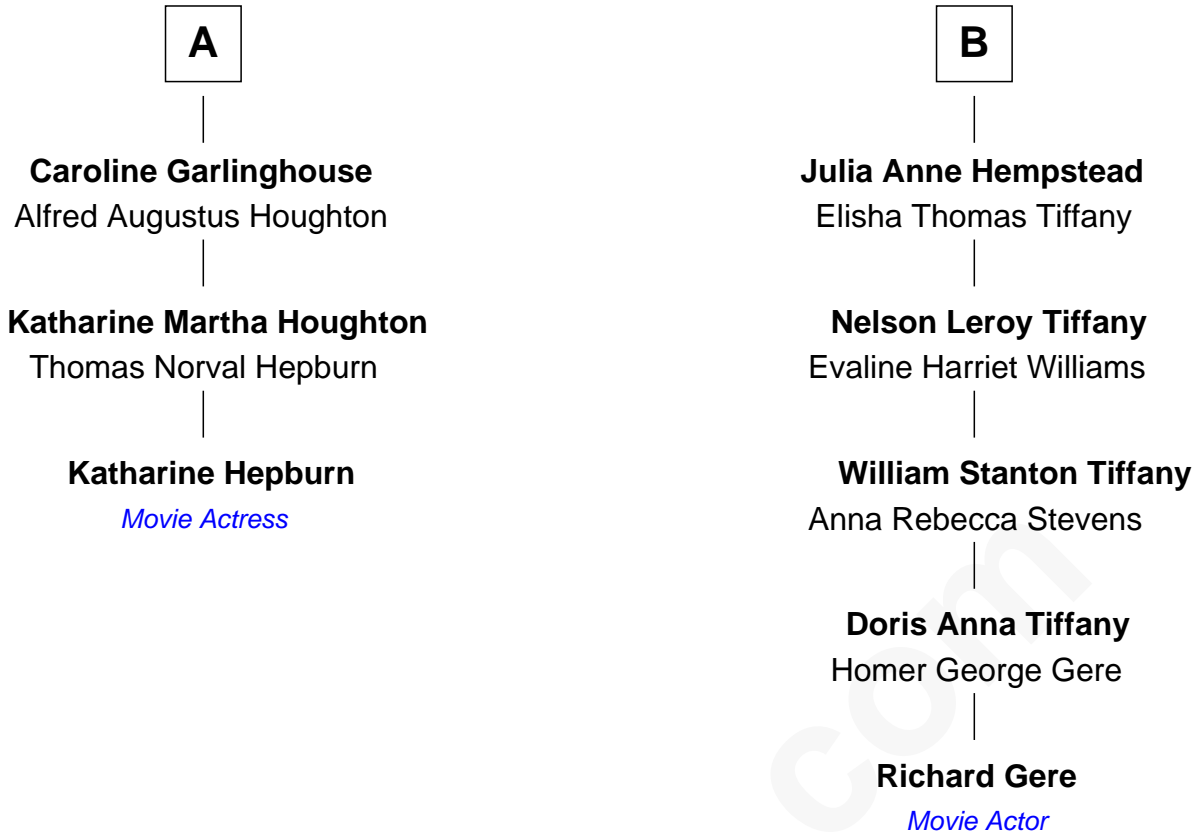 A
Caroline Garlinghouse
Alfred Augustus Houghton
Katharine Martha Houghton
Thomas Norval Hepburn
Katharine Hepburn
Movie Actress
B
Julia Anne Hempstead
Elisha Thomas Tiffany
Nelson Leroy Tiffany
Evaline Harriet Williams
William Stanton Tiffany
Anna Rebecca Stevens
Doris Anna Tiffany
Homer George Gere
Richard Gere
Movie Actor
com